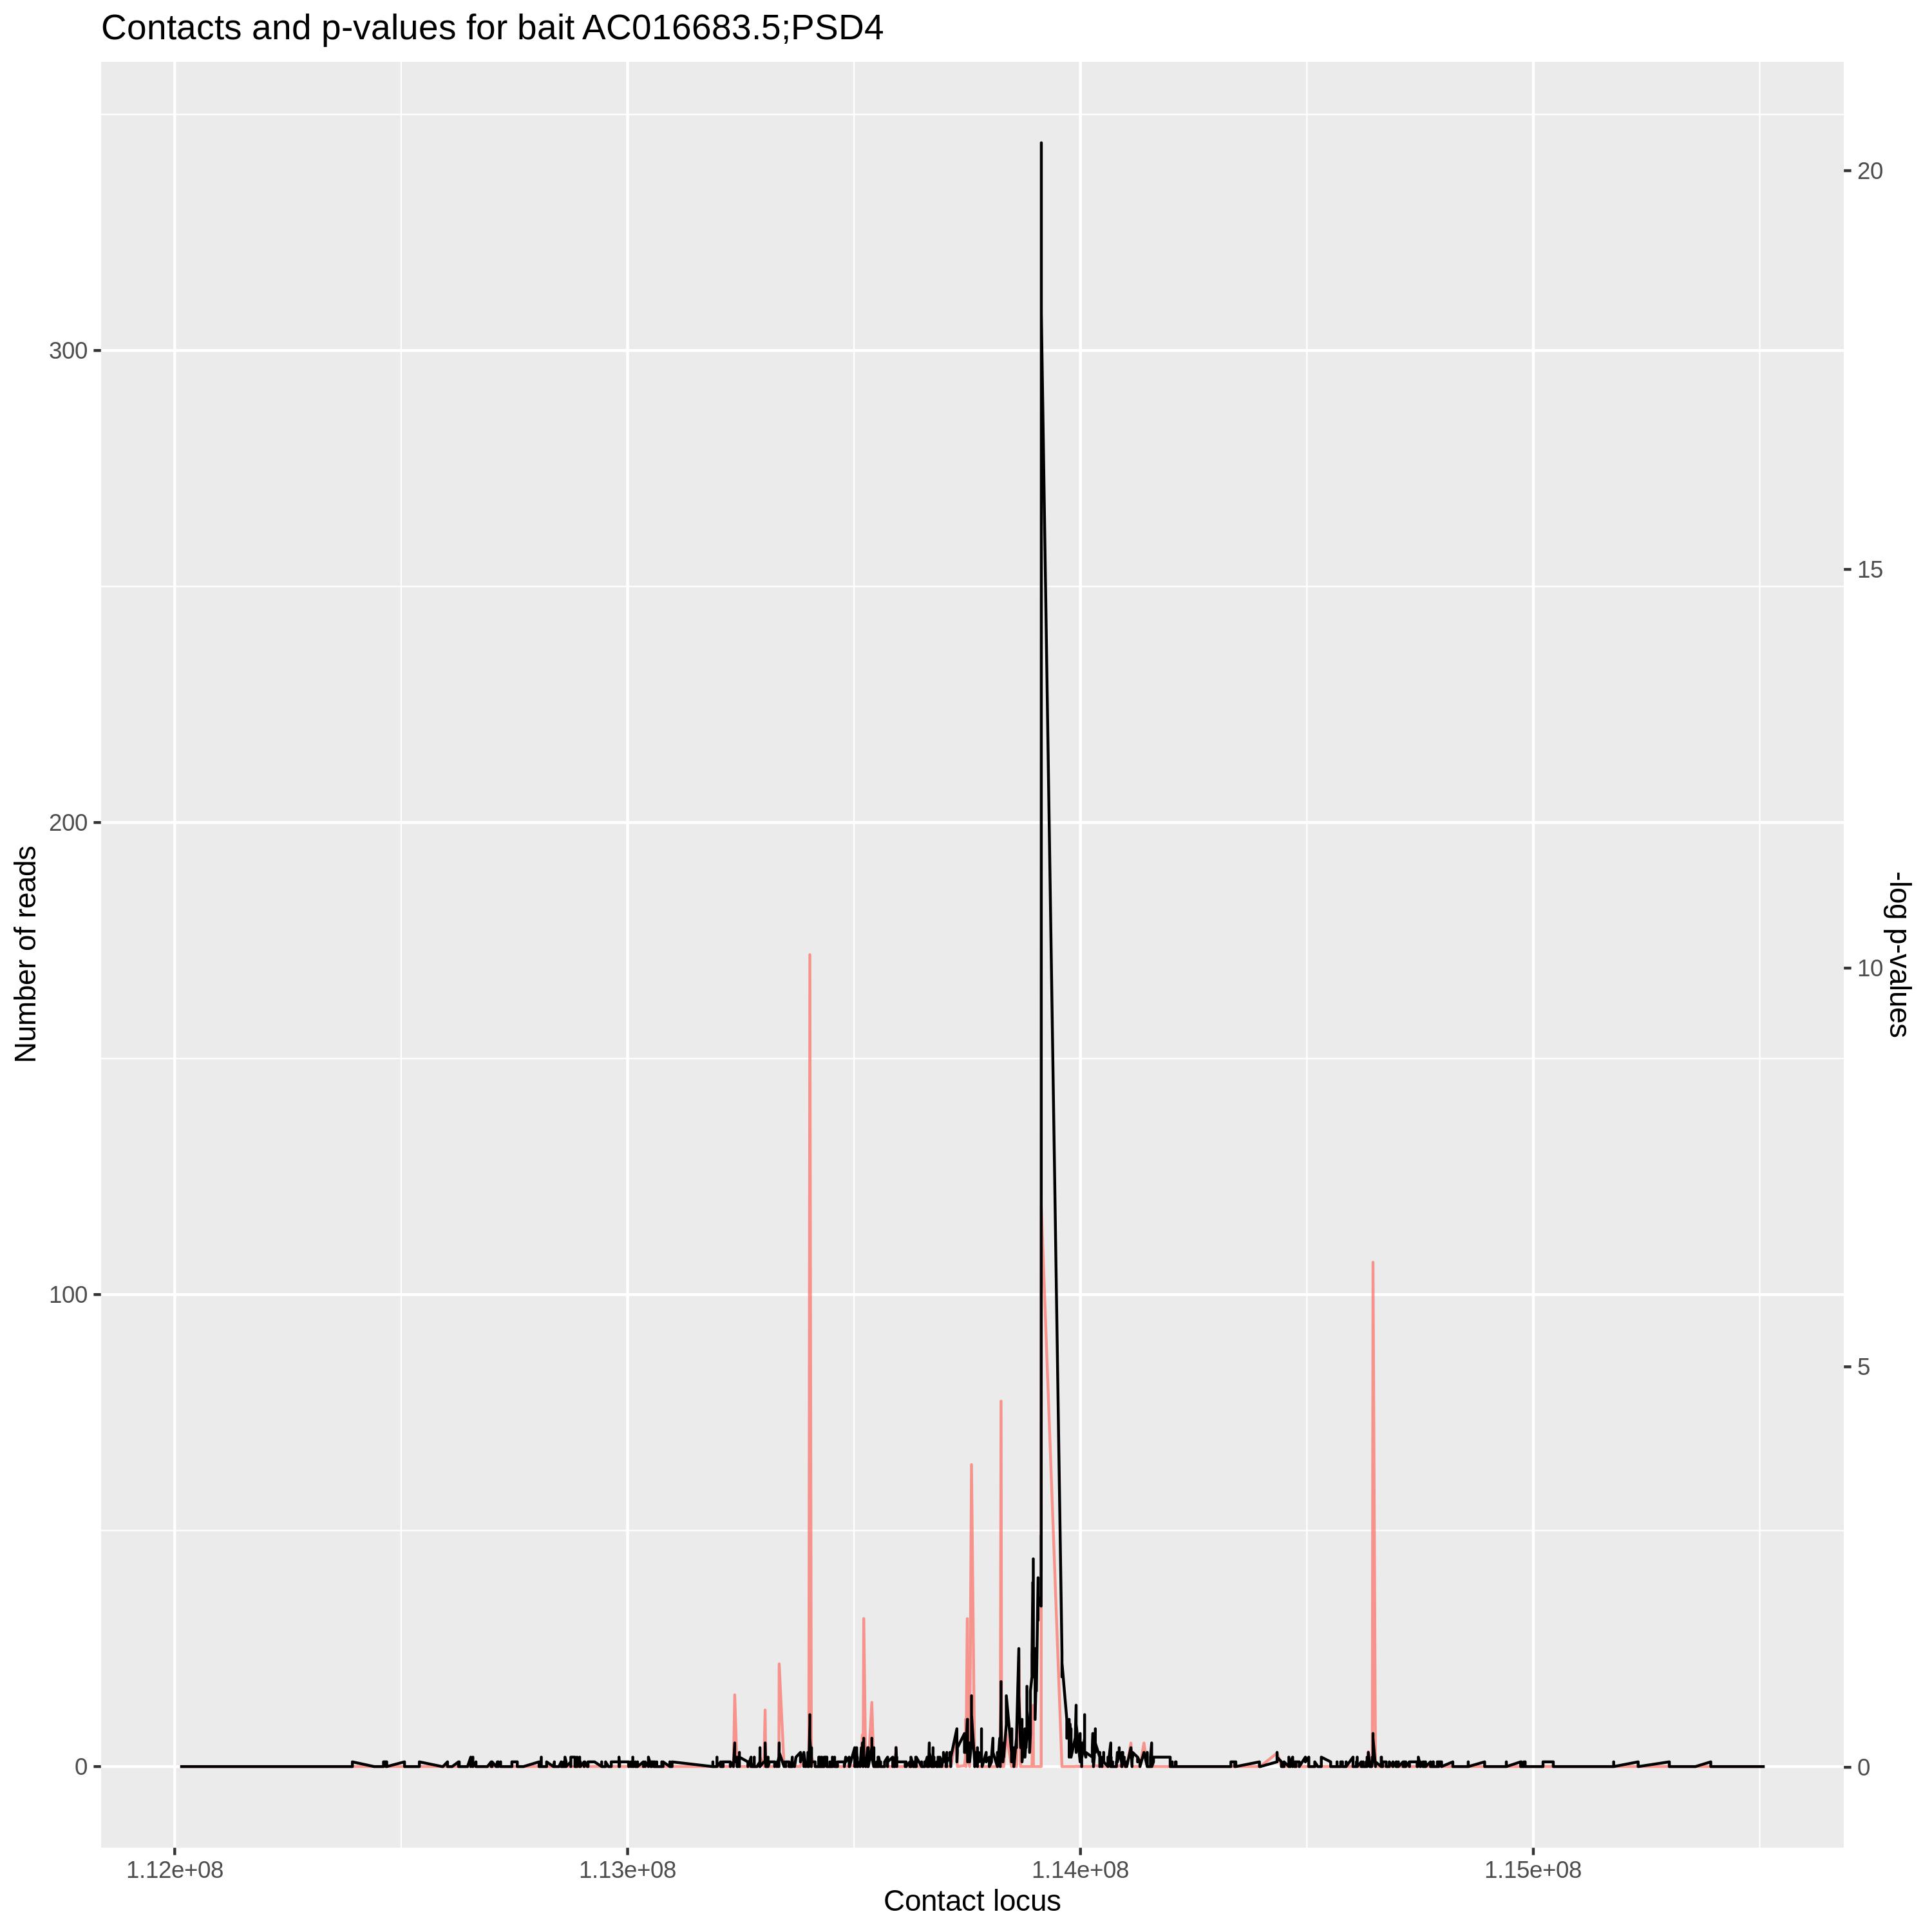 Contacts and p-values for bait AC016683.5;PSD4
Number of reads
300
200
100
0
20
15
10
5
0
-log p-values
1.12e+08
1.13e+08
1.14e+08
1.15e+08
Contact locus